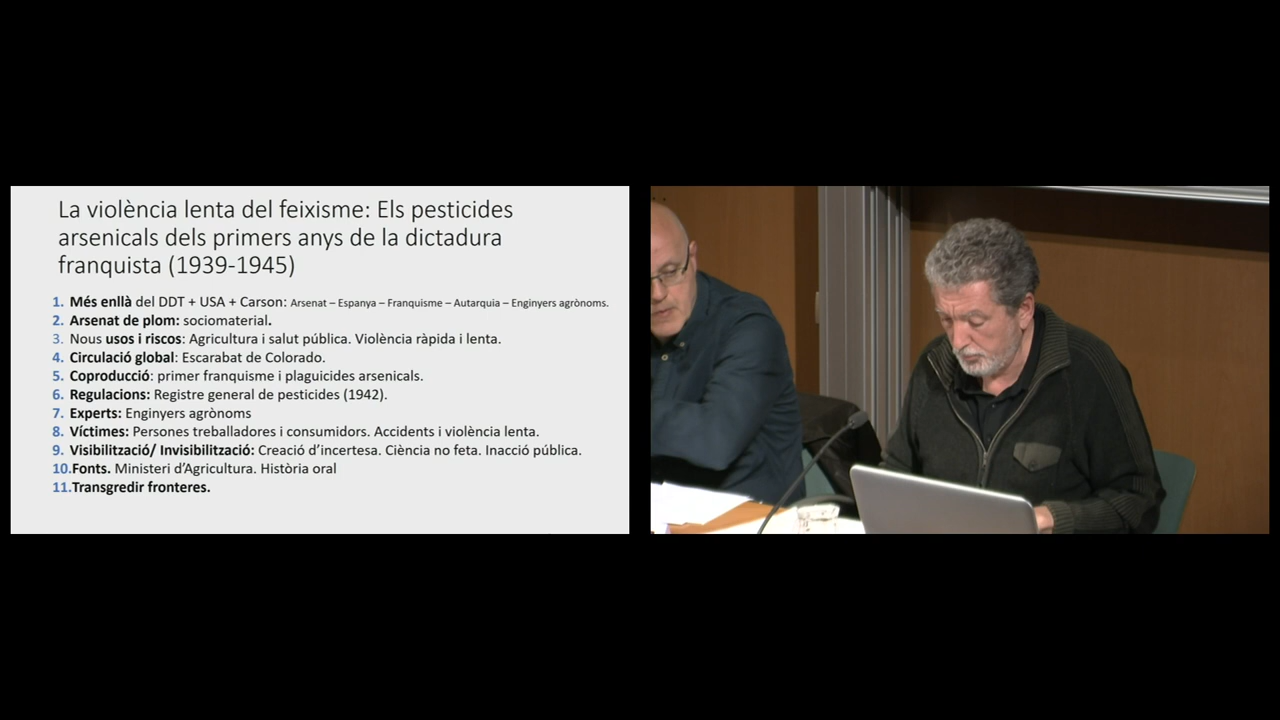 La violència lenta del feixisme: Els pesticides
arsenicals dels primers anys de la dictadura
franquista (1939-1945)
1. Més enllà del DDT + USA + Carson: Arsenat – Espanya – Franquisme – Autarquia – Enginyers agrònoms.
2. Arsenat de plom: sociomaterial.
3. Nous usos i riscos: Agricultura i salut pública. Violència ràpida i lenta.
4. Circulació global: Escarabat de Colorado.
5. Coproducció: primer franquisme i plaguicides arsenicals.
6. Regulacions: Registre general de pesticides (1942).
7. Experts: Enginyers agrònoms
8. Víctimes: Persones treballadores i consumidors. Accidents i violència lenta.
9. Visibilització/ Invisibilització: Creació d’incertesa. Ciència no feta. Inacció pública.
10.Fonts. Ministeri d’Agricultura. Història oral
11.Transgredir fronteres.